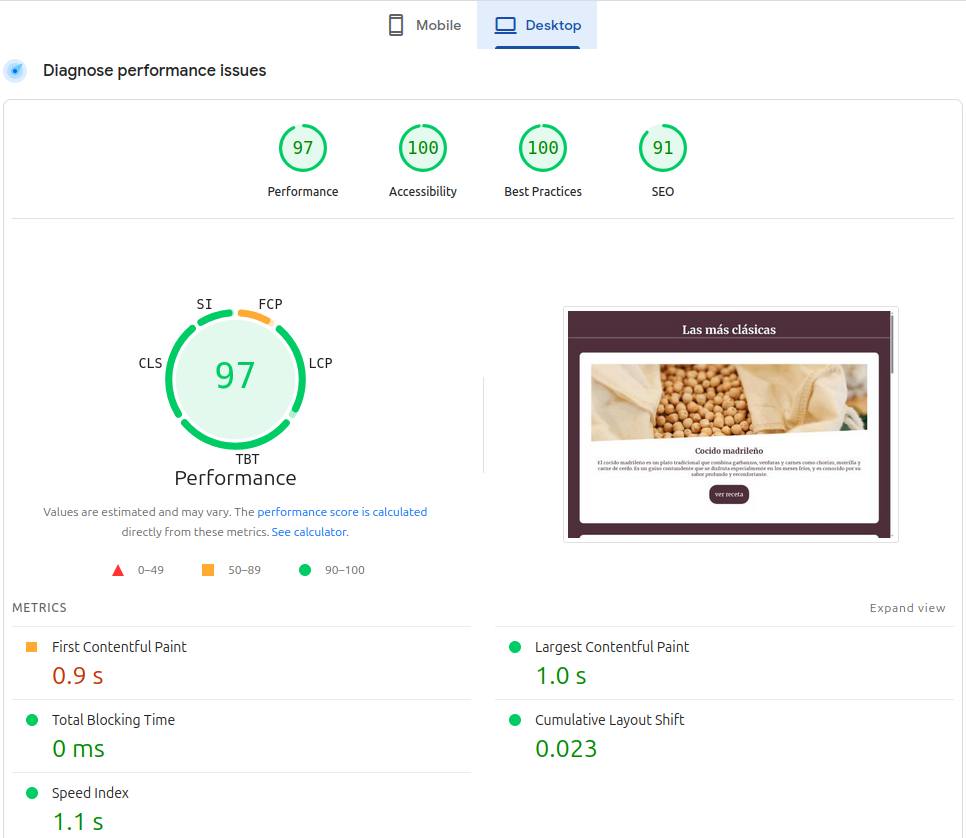 Mobile
Desktop
Diagnose performance issues
97
100
100
91
Performance
Accessibility
Best Practices
SEO
SI
FCP
CLS
LCP
97
TBT
Performance
Values are estimated and may vary. The performance score is calculated
directly from these metrics. See calculator.
0–49
50–89
90–100
Las más clásicas
Cocido madrileño
El cocido madrileño es un plato tradicional que combina garbanzos, verduras y carnes como chorizo, morcilla y
carne de cerdo. Es un guiso contundente que se disfruta especialmente en los meses fríos, y es conocido por su
sabor profundo y reconfortante.
ver receta
METRICS
Expand view
First Contentful Paint
0.9 s
Largest Contentful Paint
1.0 s
Total Blocking Time
0 ms
Cumulative Layout Shift
0.023
Speed Index
1.1 s